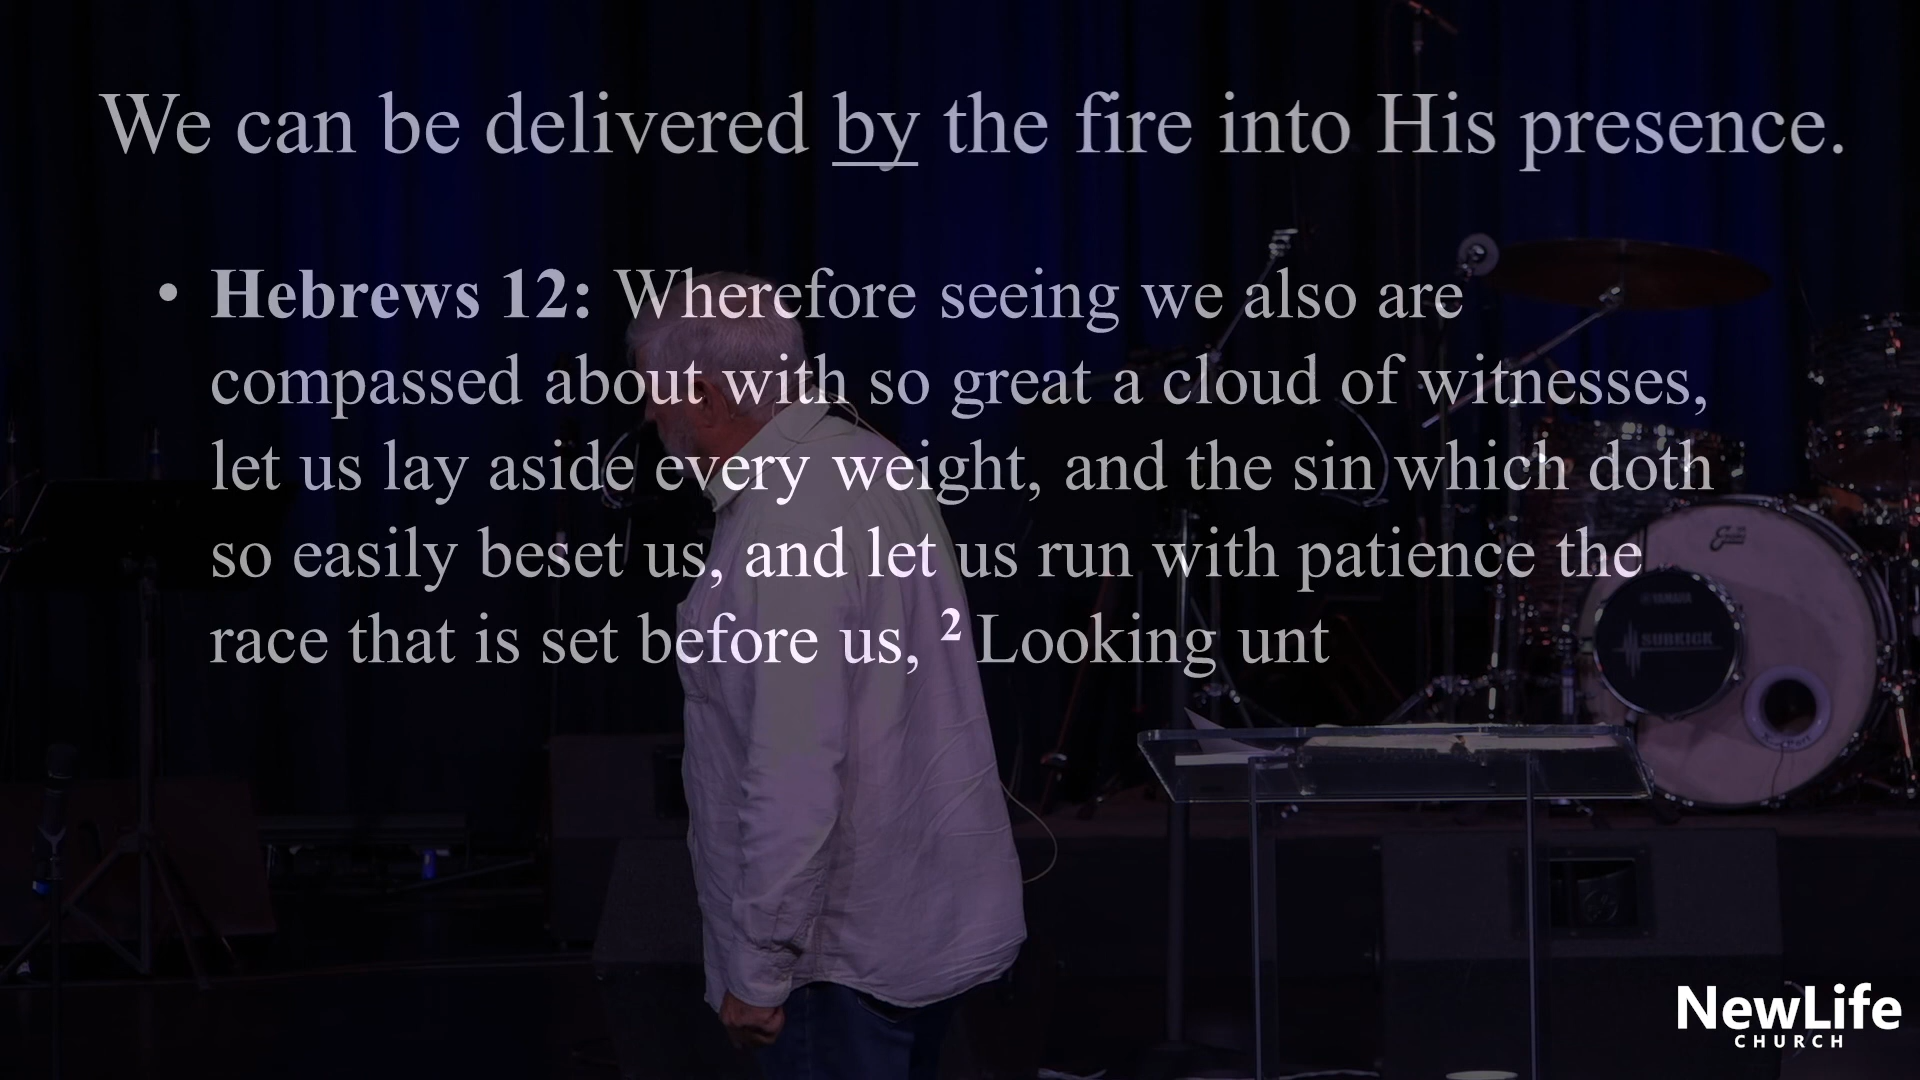 We can be delivered by the fire into His presence.
• Hebrews 12: Wherefore seeing we also are
compassed about with so great a cloud of witnesses,
let us lay aside every weight, and the sin which doth
so easily beset us, and let us run with patience the
race that is set before us, 2 Looking unt
YAMAHA
SUBKICK
NewLife
CHURCH